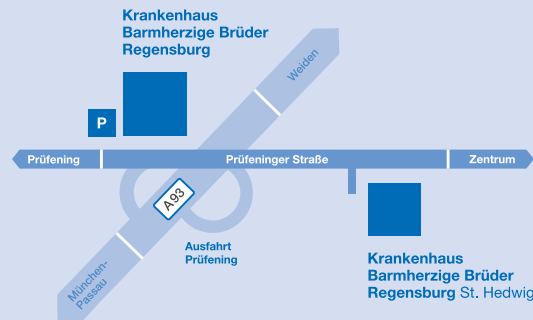 Krankenhaus
Barmherzige Brüder
Regensburg
Weiden
P
Prüfening
Prüfeninger Straße
Zentrum
A93
Ausfahrt
Prüfening
München-
Passau
Krankenhaus
Barmherzige Brüder
Regensburg St. Hedwig